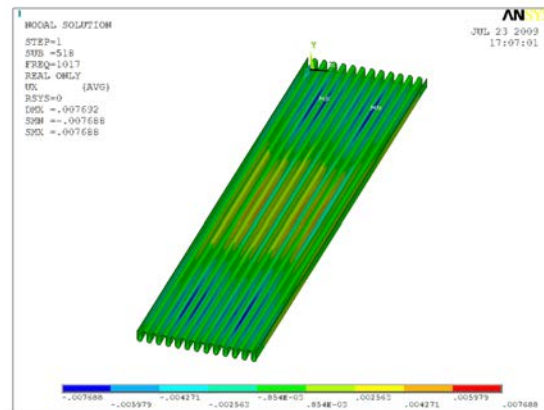 NODAL SOLUTION
STEP=1
SUB =518
FREQ=1017
REAL ONLY
UX (AVG)
RSYS=0
DMX =.007692
SMN =-.007688
SMX =.007688
ANSYS
JUL 23 2009
17:07:01
Y
-.007688
-.005979
-.004271
-.002563
-.854E-03
.854E-03
.002563
.004271
.005979
.007688